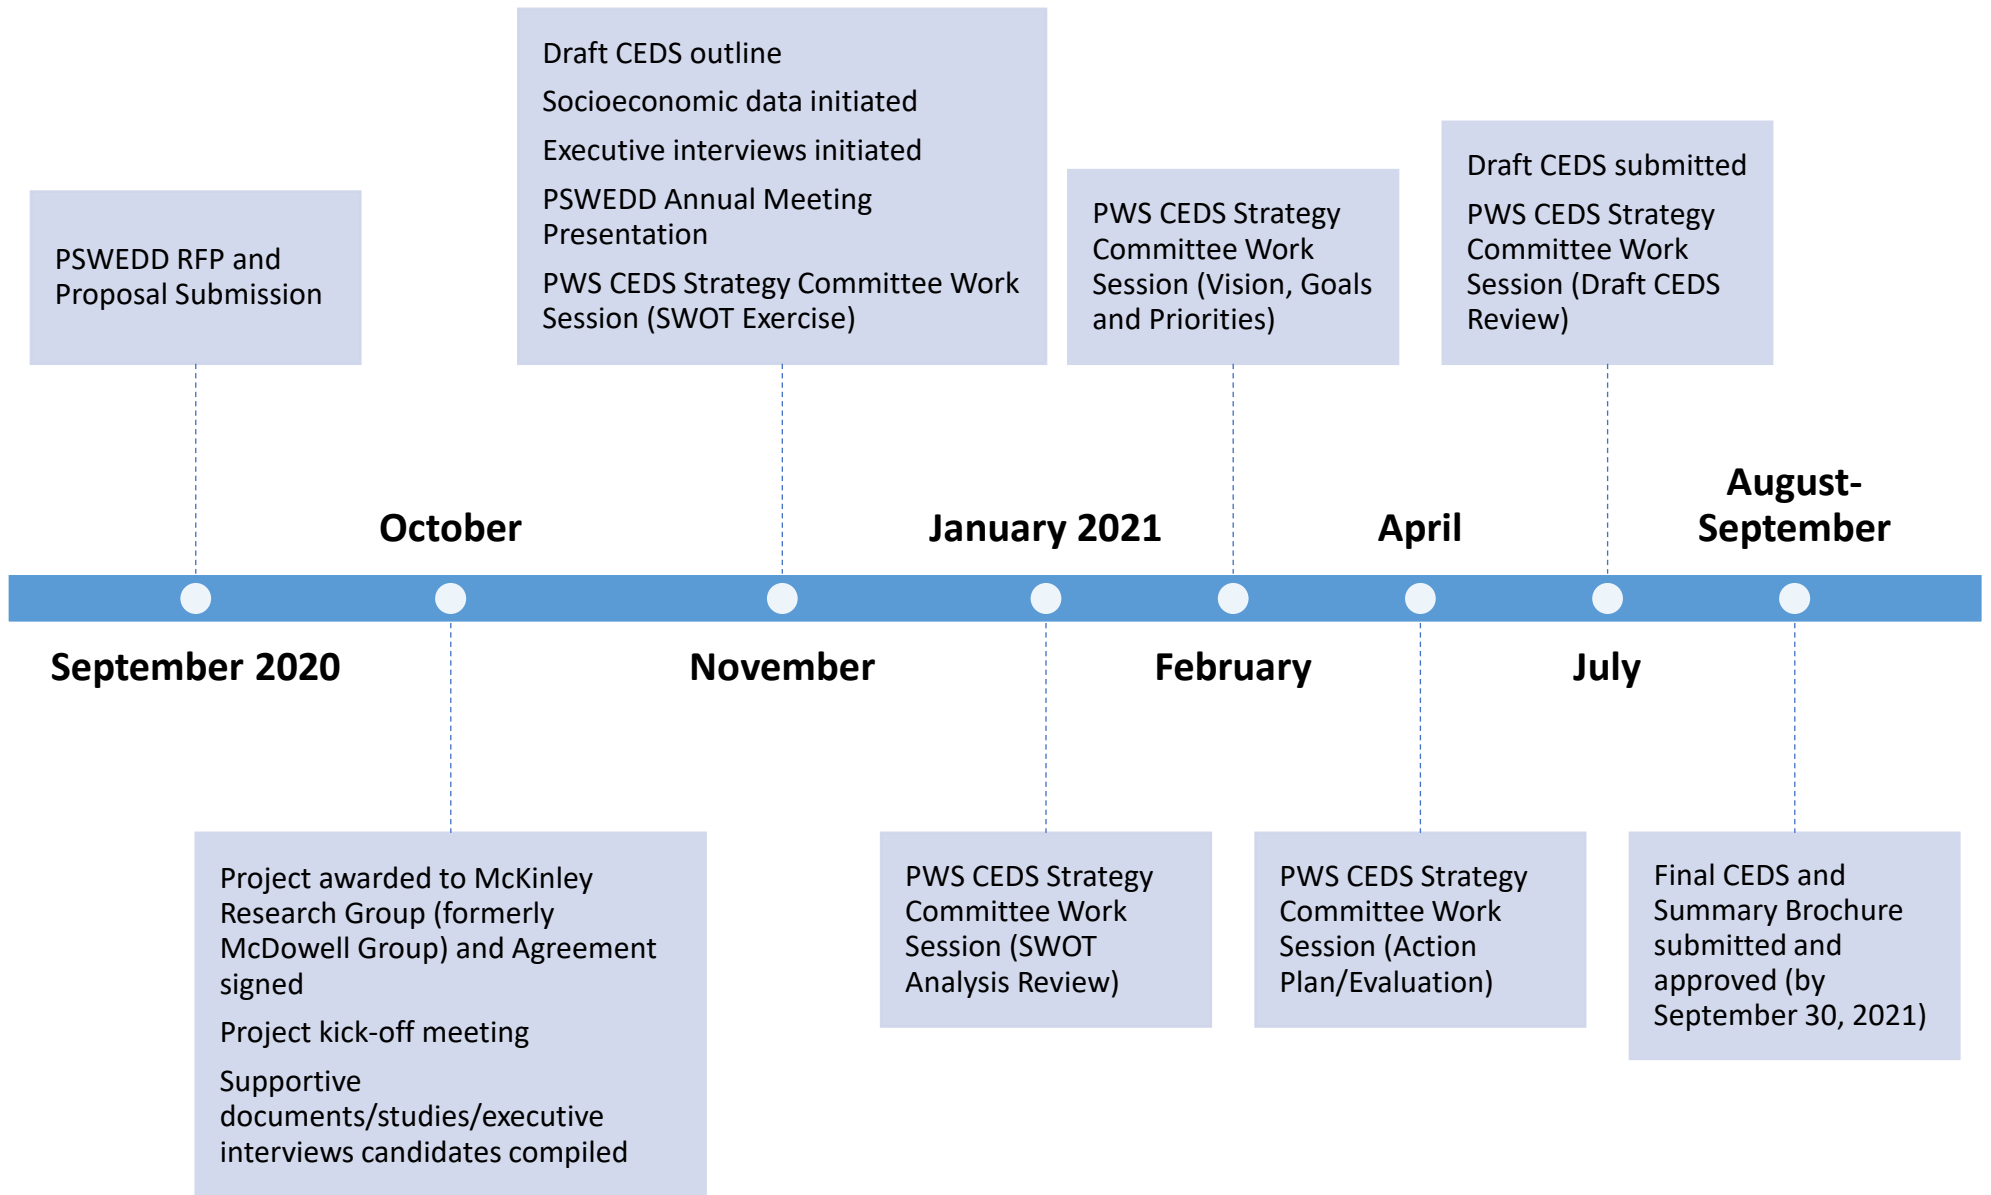 Draft CEDS outline
Socioeconomic data initiated
Executive interviews initiated
PSWEDD Annual Meeting
Presentation
PWS CEDS Strategy Committee Work
Session (SWOT Exercise)
Draft CEDS submitted
PWS CEDS Strategy
Committee Work
Session (Draft CEDS
Review)
PWS CEDS Strategy
Committee Work
Session (Vision, Goals
and Priorities)
PSWEDD RFP and
Proposal Submission
October
January 2021
April
August-
September
September 2020
November
February
July
Project awarded to McKinley
Research Group (formerly
McDowell Group) and Agreement
signed
Project kick-off meeting
Supportive
documents/studies/executive
interviews candidates compiled
PWS CEDS Strategy
Committee Work
Session (SWOT
Analysis Review)
PWS CEDS Strategy
Committee Work
Session (Action
Plan/Evaluation)
Final CEDS and
Summary Brochure
submitted and
approved (by
September 30, 2021)